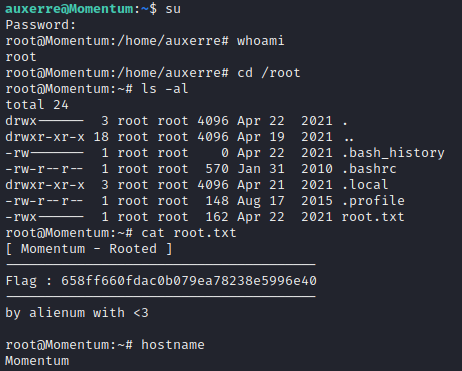 auxerre@Momentum:~$ su
Password:
root@Momentum:/home/auxerre# whoami
root
root@Momentum:/home/auxerre# cd /root
root@Momentum:~# ls -al
total 24
drwx------  3 root root 4096 Apr 22  2021 .
drwxr-xr-x 18 root root 4096 Apr 19  2021 ..
-rw-------  1 root root    0 Apr 22  2021 .bash_history
-rw-r--r--  1 root root  570 Jan 31  2010 .bashrc
drwxr-xr-x  3 root root 4096 Apr 21  2021 .local
-rw-r--r--  1 root root  148 Aug 17  2015 .profile
-rwx------  1 root root  162 Apr 22  2021 root.txt
root@Momentum:~# cat root.txt
[ Momentum - Rooted ]
---------------------------------------
Flag : 658ff660fdac0b079ea78238e5996e40
---------------------------------------
by alienum with <3
root@Momentum:~# hostname
Momentum